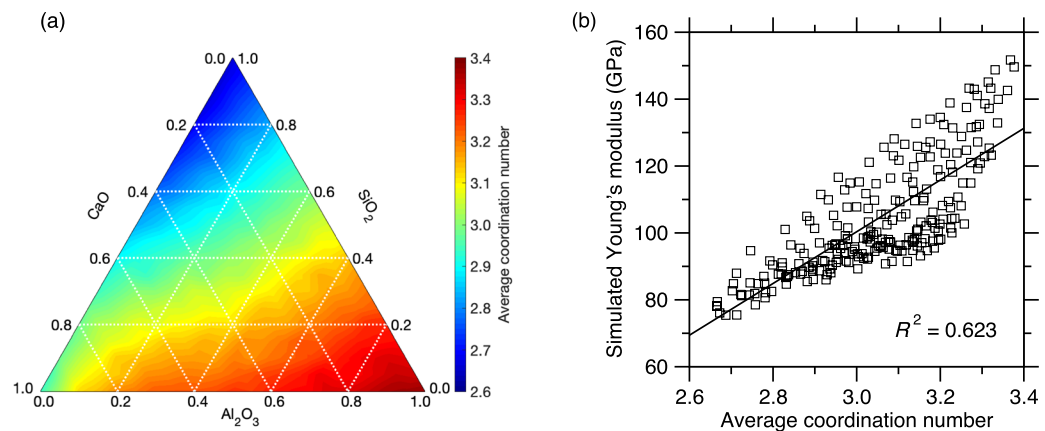 (a)
0.0 1.0
0.2 0.8
0.4 0.6
0.6 0.4
0.8 0.2
1.0 0.0
0.0 0.2 0.4 0.6 0.8 1.0
CaO
SiO2
Al2O3
3.4
3.3
3.2
3.1
3.0
2.9
2.8
2.7
2.6
Average coordination number
(b)
160
140
120
100
80
60
Simulated Young's modulus (GPa)
R² = 0.623
2.6 2.8 3.0 3.2 3.4
Average coordination number